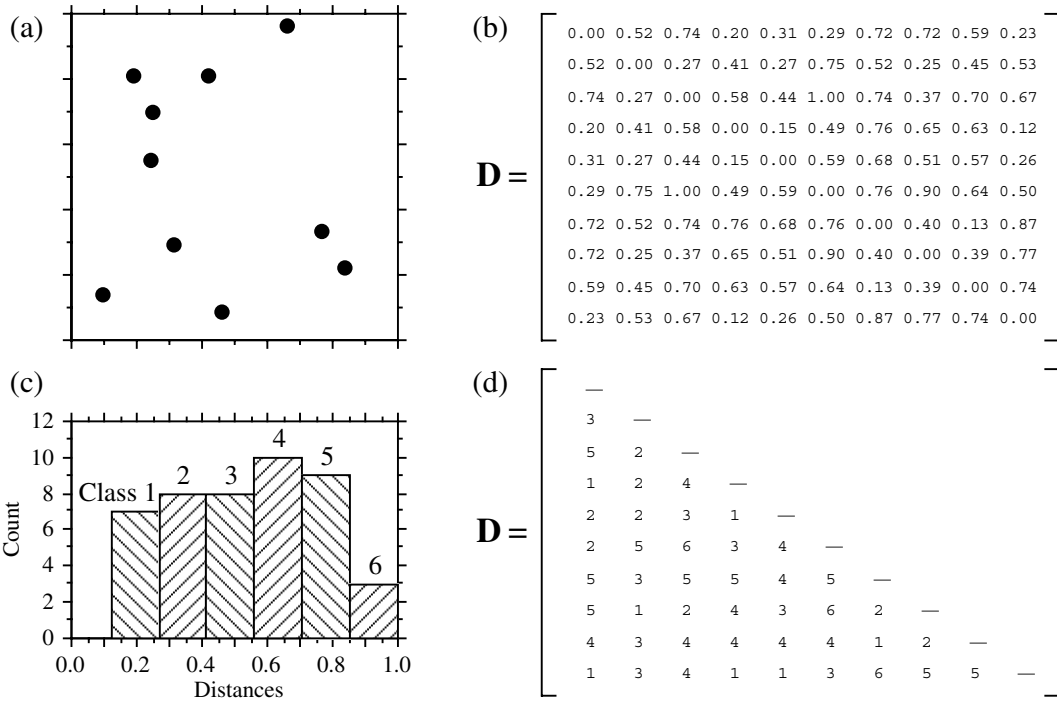 (a)
(b)
D =
0.00 0.52 0.74 0.20 0.31 0.29 0.72 0.72 0.59 0.23
0.52 0.00 0.27 0.41 0.27 0.75 0.52 0.25 0.45 0.53
0.74 0.27 0.00 0.58 0.44 1.00 0.74 0.37 0.70 0.67
0.20 0.41 0.58 0.00 0.15 0.49 0.76 0.65 0.63 0.12
0.31 0.27 0.44 0.15 0.00 0.59 0.68 0.51 0.57 0.26
0.29 0.75 1.00 0.49 0.59 0.00 0.76 0.90 0.64 0.50
0.72 0.52 0.74 0.76 0.68 0.76 0.00 0.40 0.13 0.87
0.72 0.25 0.37 0.65 0.51 0.90 0.40 0.00 0.39 0.77
0.59 0.45 0.70 0.63 0.57 0.64 0.13 0.39 0.00 0.74
0.23 0.53 0.67 0.12 0.26 0.50 0.87 0.77 0.74 0.00
(c)
12
10
8
6
4
2
0
Count
Class 1
2
3
4
5
6
0.0 0.2 0.4 0.6 0.8 1.0
Distances
(d)
D =
—
3 —
5 2 —
1 2 4 —
2 2 3 1 —
2 5 6 3 4 —
5 3 5 5 4 5 —
5 1 2 4 3 6 2 —
4 3 4 4 4 4 1 2 —
1 3 4 1 1 3 6 5 5 —